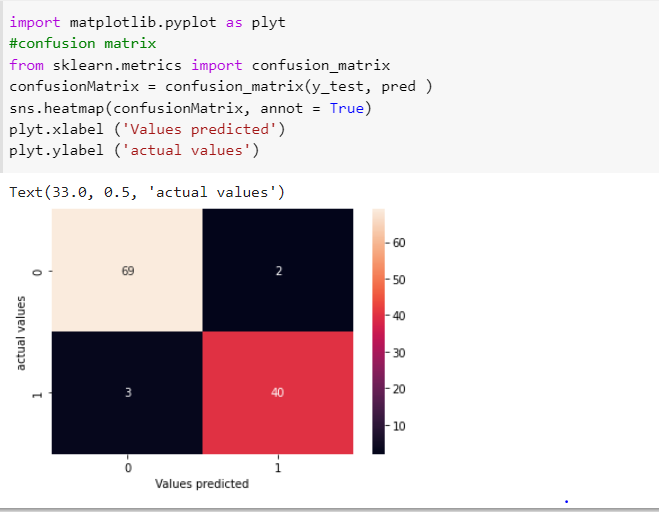 import matplotlib.pyplot as plyt
#confusion matrix
from sklearn.metrics import confusion_matrix
confusionMatrix = confusion_matrix(y_test, pred )
sns.heatmap(confusionMatrix, annot = True)
plyt.xlabel ('Values predicted')
plyt.ylabel ('actual values')
Text(33.0, 0.5, 'actual values')
69
2
3
40
0
1
actual values
0
1
Values predicted
60
50
40
30
20
10